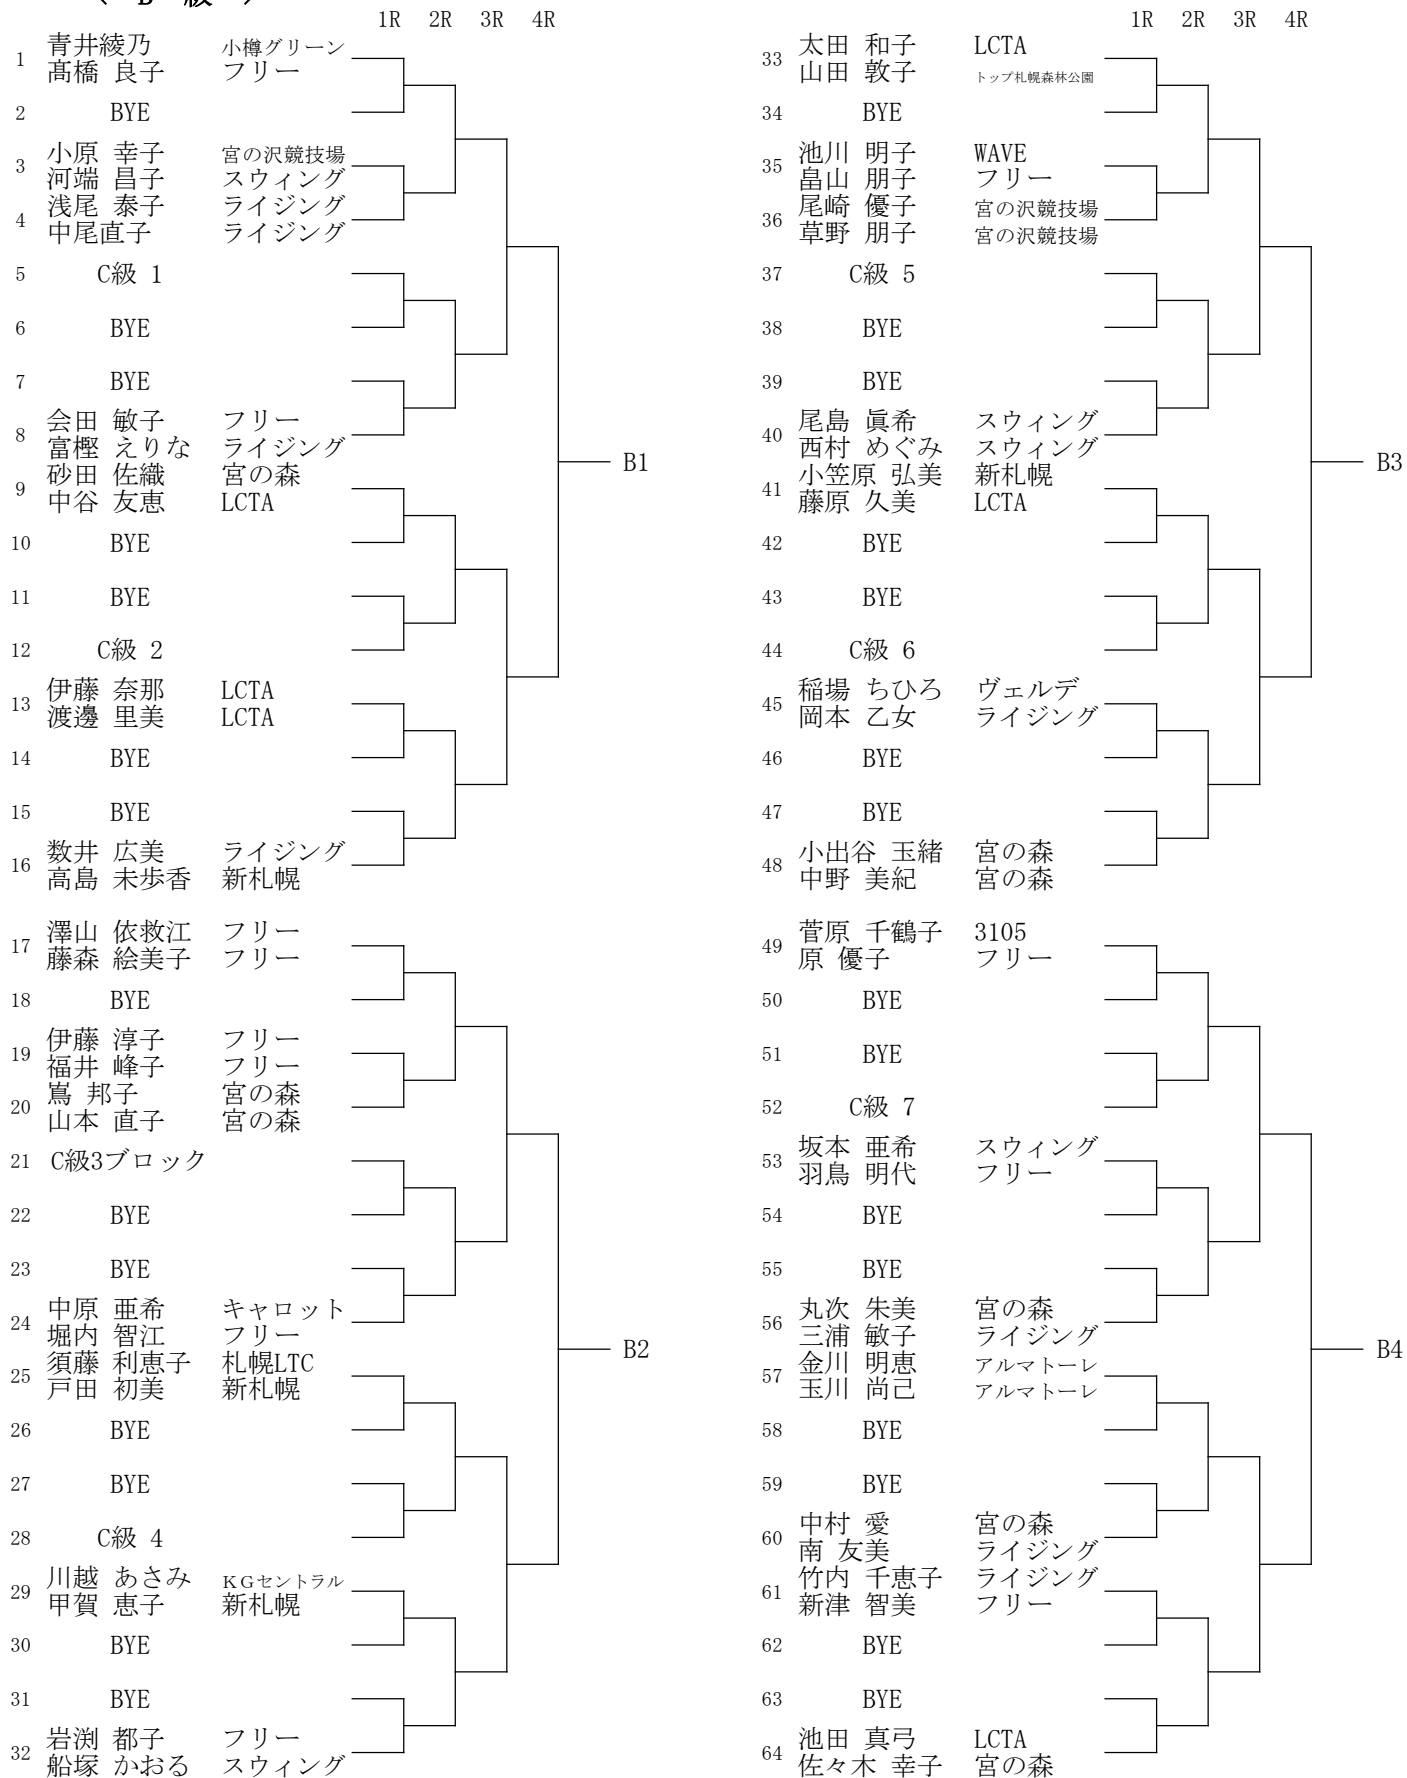 ( B 級 )
1R 2R 3R 4R
1 青井綾乃 小樽グリーン
髙橋 良子 フリー
2 BYE
3 小原 幸子 宮の沢競技場
河端 昌子 スウィング
4 浅尾 泰子 ライジング
中尾直子 ライジング
5 C級 1
6 BYE
7 BYE
8 会田 敏子 フリー
富樫 えりな ライジング
9 砂田 佐織 宮の森
中谷 友恵 LCTA
10 BYE
11 BYE
12 C級 2
13 伊藤 奈那 LCTA
渡邊 里美 LCTA
14 BYE
15 BYE
16 数井 広美 ライジング
高島 未歩香 新札幌
B1
17 澤山 依救江 フリー
藤森 絵美子 フリー
18 BYE
19 伊藤 淳子 フリー
福井 峰子 フリー
20 嶌 邦子 宮の森
山本 直子 宮の森
21 C級3ブロック
22 BYE
23 BYE
24 中原 亜希 キャロット
堀内 智江 フリー
25 須藤 利恵子 札幌LTC
戸田 初美 新札幌
26 BYE
27 BYE
28 C級 4
29 川越 あさみ KGセントラル
甲賀 恵子 新札幌
30 BYE
31 BYE
32 岩渕 都子 フリー
船塚 かおる スウィング
B2
1R 2R 3R 4R
33 太田 和子 LCTA
山田 敦子 トップ札幌森林公園
34 BYE
35 池川 明子 WAVE
畠山 朋子 フリー
36 尾崎 優子 宮の沢競技場
草野 朋子 宮の沢競技場
37 C級 5
38 BYE
39 BYE
40 尾島 眞希 スウィング
西村 めぐみ スウィング
41 小笠原 弘美 新札幌
藤原 久美 LCTA
42 BYE
43 BYE
44 C級 6
45 稲場 ちひろ ヴェルデ
岡本 乙女 ライジング
46 BYE
47 BYE
48 小出谷 玉緒 宮の森
中野 美紀 宮の森
B3
49 菅原 千鶴子 3105
原 優子 フリー
50 BYE
51 BYE
52 C級 7
53 坂本 亜希 スウィング
羽鳥 明代 フリー
54 BYE
55 BYE
56 丸次 朱美 宮の森
三浦 敏子 ライジング
57 金川 明恵 アルマトーレ
玉川 尚己 アルマトーレ
58 BYE
59 BYE
60 中村 愛 宮の森
南 友美 ライジング
61 竹内 千恵子 ライジング
新津 智美 フリー
62 BYE
63 BYE
64 池田 真弓 LCTA
佐々木 幸子 宮の森
B4